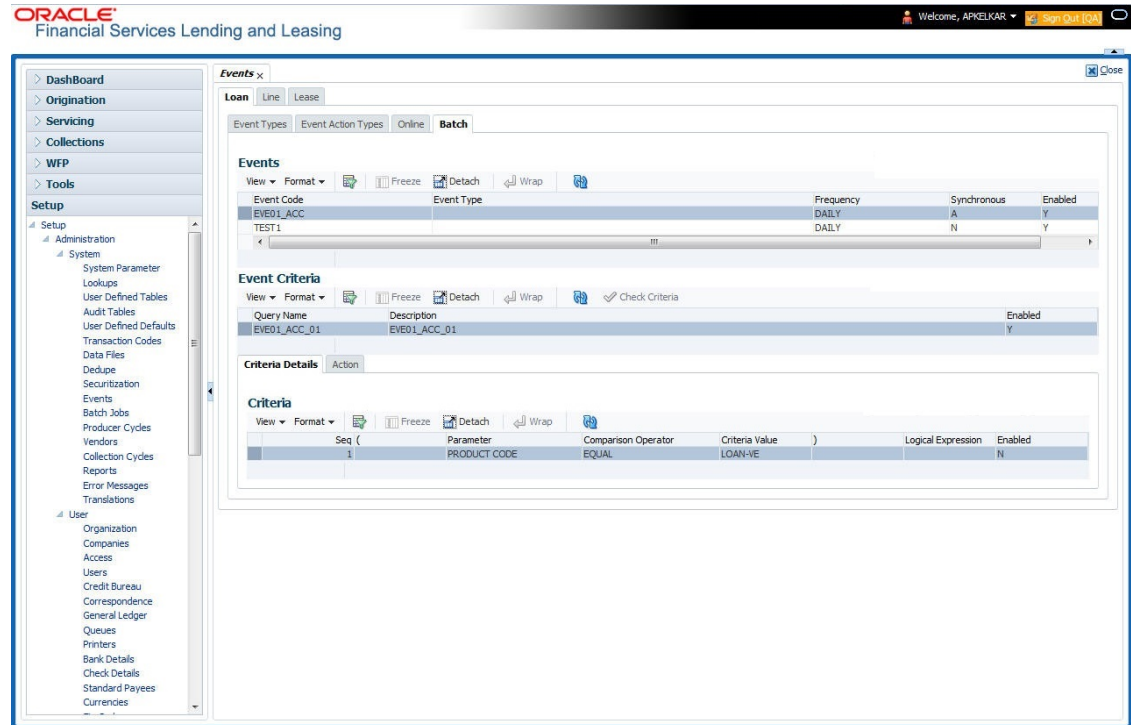 ORACLE
Financial Services Lending and Leasing
Welcome, APKELKAR
Sign Out [QA]
DashBoard
Origination
Servicing
Collections
WFP
Tools
Setup
Setup
Administration
System
System Parameter
Lookups
User Defined Tables
Audit Tables
User Defined Defaults
Transaction Codes
Data Files
Dedupe
Securitization
Events
Batch Jobs
Producer Cycles
Vendors
Collection Cycles
Reports
Error Messages
Translations
User
Organization
Companies
Access
Users
Credit Bureau
Correspondence
General Ledger
Queues
Printers
Bank Details
Check Details
Standard Payees
Currencies
Events
Close
Loan Line Lease
Event Types Event Action Types Online Batch
Events
View Format Freeze Detach Wrap
Event Code Event Type Frequency Synchronous Enabled
EVE01_ACC DAILY A Y
TEST1 DAILY N Y
Event Criteria
View Format Freeze Detach Wrap Check Criteria
Query Name Description Enabled
EVE01_ACC_01 EVE01_ACC_01 Y
Criteria Details Action
Criteria
View Format Freeze Detach Wrap
Seq ( Parameter Comparison Operator Criteria Value ) Logical Expression Enabled
1 PRODUCT CODE EQUAL LOAN-VE N